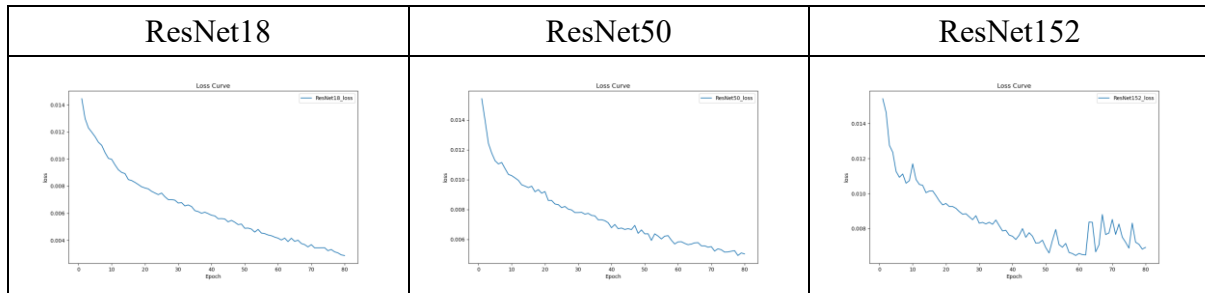 ResNet18 ResNet50 ResNet152
Loss Curve
ResNet18_loss
0.014
0.012
0.010
0.008
0.006
0.004
loss
0 10 20 30 40 50 60 70 80
Epoch
Loss Curve
ResNet50_loss
0.014
0.012
0.010
0.008
0.006
loss
0 10 20 30 40 50 60 70 80
Epoch
Loss Curve
ResNet152_loss
0.014
0.012
0.010
0.008
loss
0 10 20 30 40 50 60 70 80
Epoch